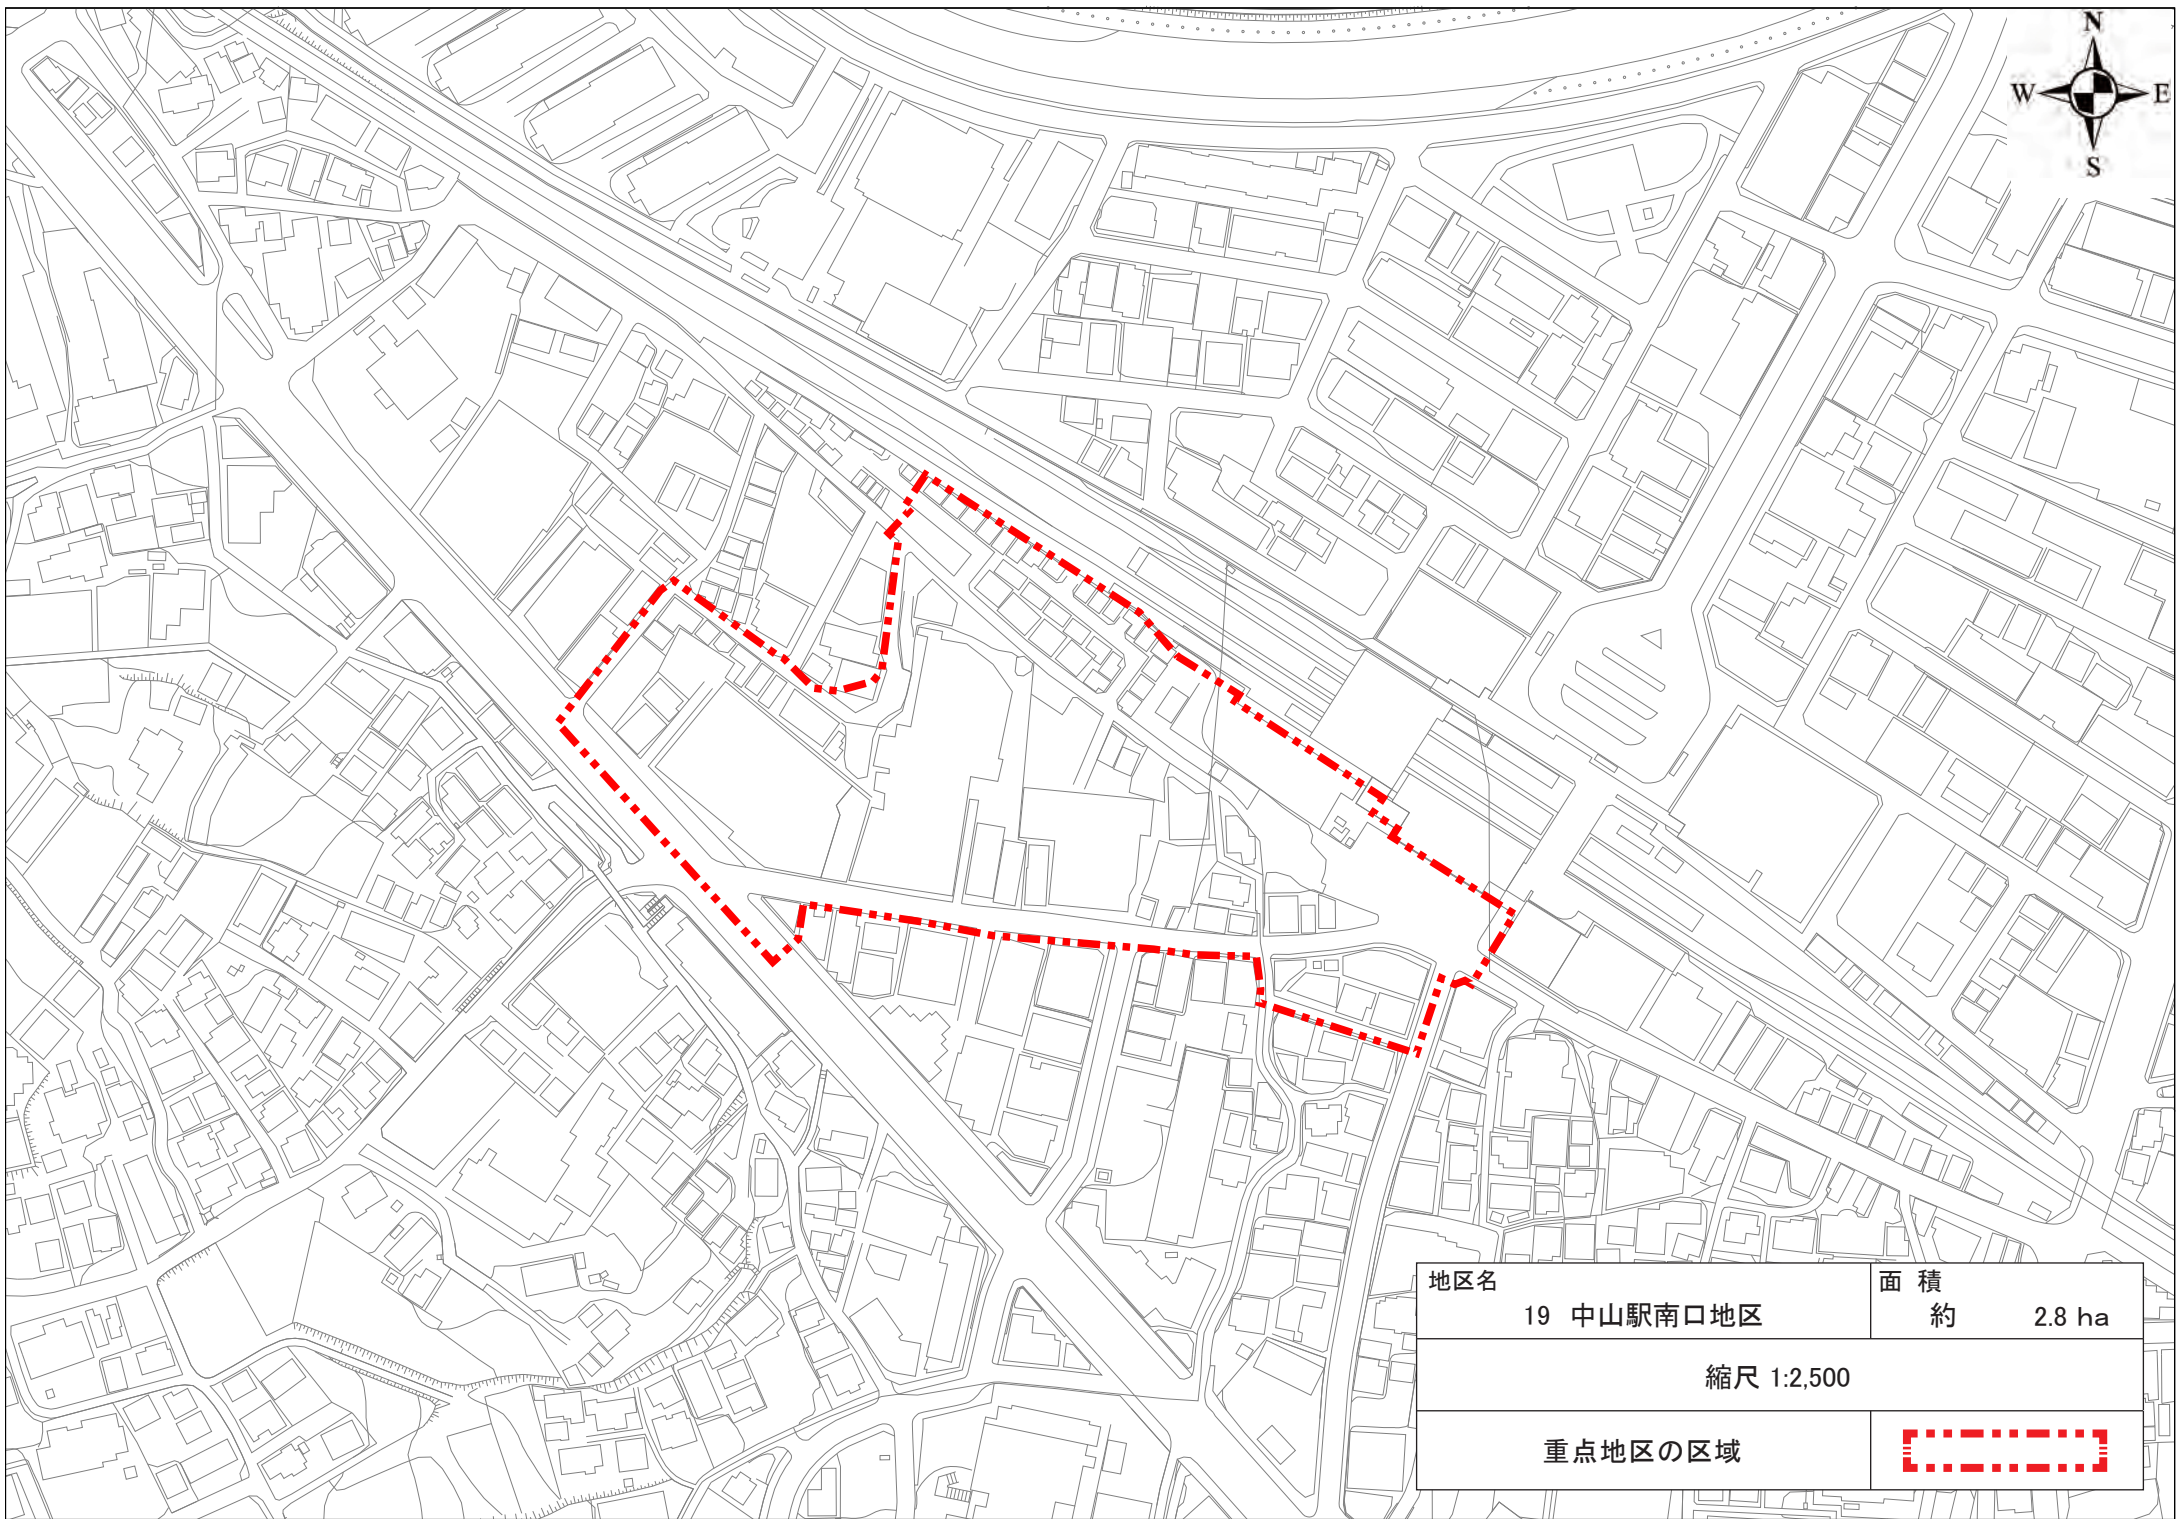 N
W E
S
地区名
19 中山駅南口地区
面 積
約 2.8 ha
縮尺 1:2,500
重点地区の区域